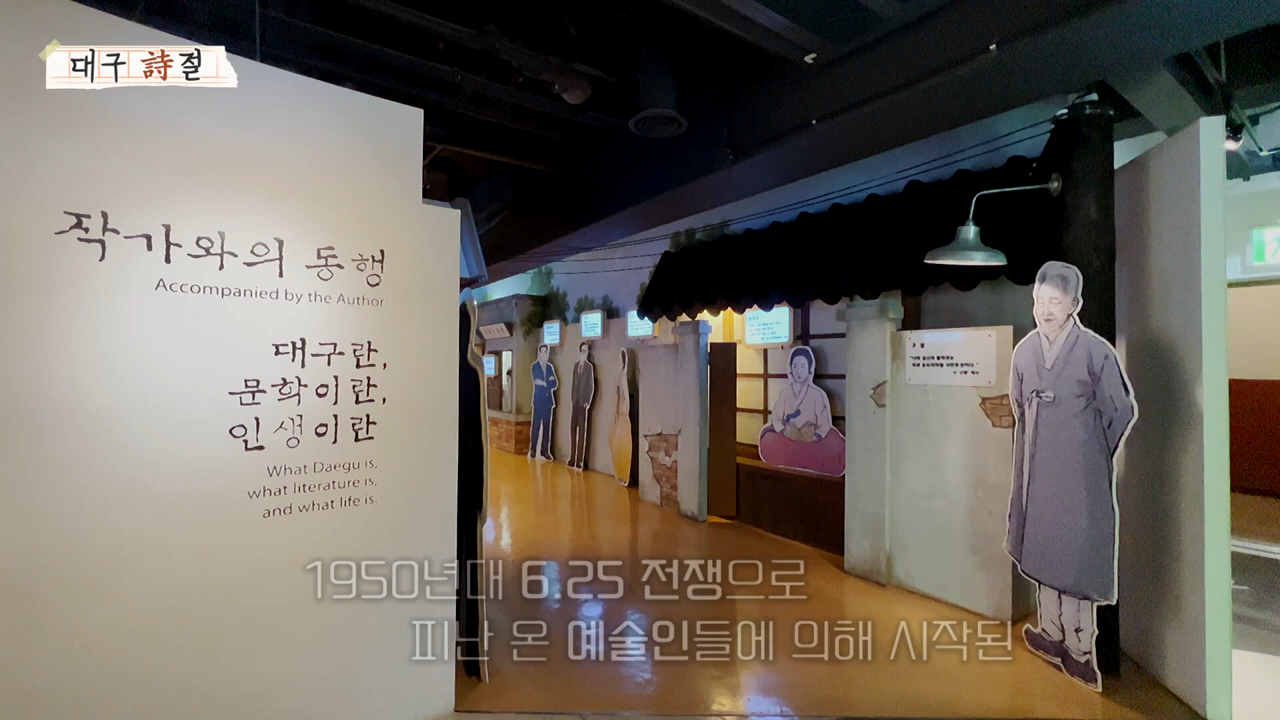 대구 詩절
작가와의 동행
Accompanied by the Author:
대구란,
문학이란,
인생이란
What Daegu is,
what literature is,
and what life is.
구 상
1950년대 6.25 전쟁으로
피난 온 예술인들에 의해 시작된